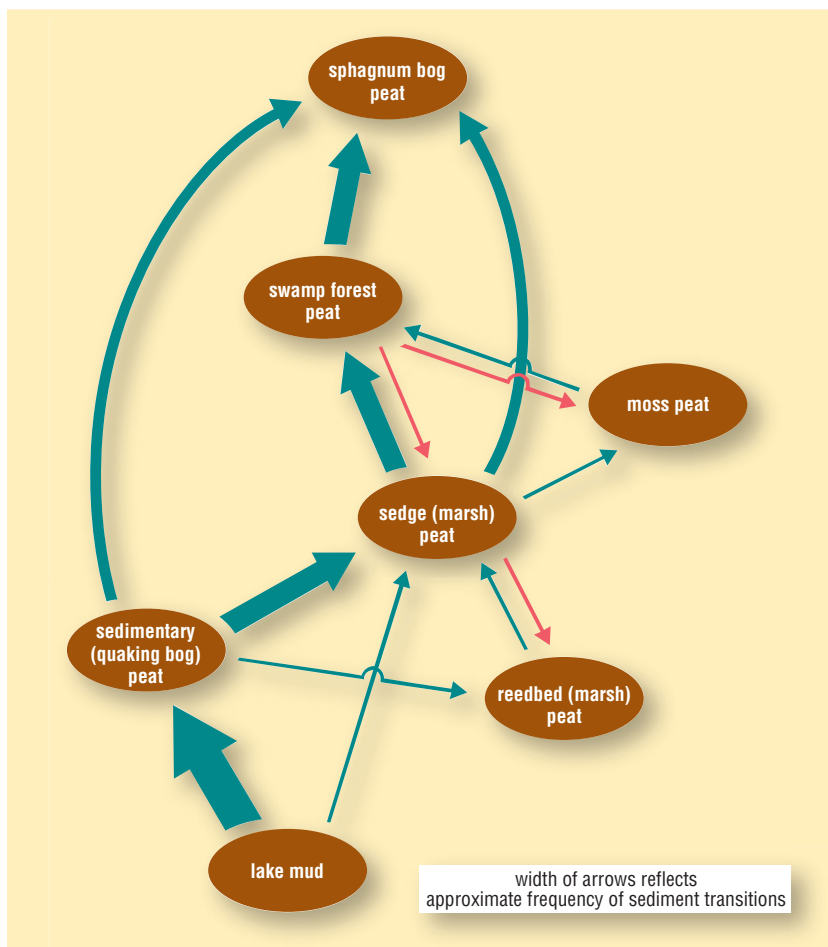 sphagnum bog
peat
swamp forest
peat
moss peat
sedge (marsh)
peat
sedimentary
(quaking bog)
peat
reedbed (marsh)
peat
lake mud
width of arrows reflects
approximate frequency of sediment transitions